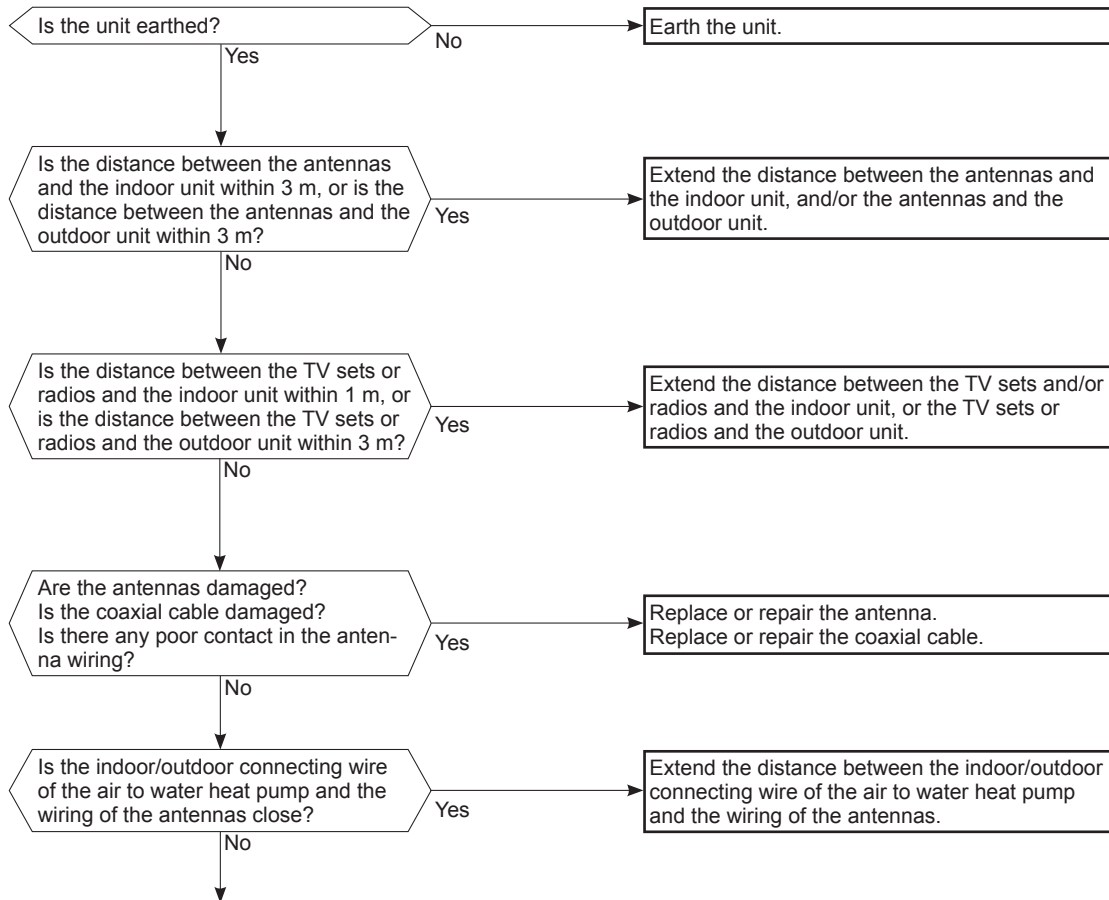 Is the unit earthed?
No
Earth the unit.
Yes
Is the distance between the antennas
and the indoor unit within 3 m, or is the
distance between the antennas and the
outdoor unit within 3 m?
Yes
Extend the distance between the antennas and
the indoor unit, and/or the antennas and the
outdoor unit.
No
Is the distance between the TV sets or
radios and the indoor unit within 1 m, or
is the distance between the TV sets or
radios and the outdoor unit within 3 m?
Yes
Extend the distance between the TV sets and/or
radios and the indoor unit, or the TV sets or
radios and the outdoor unit.
No
Are the antennas damaged?
Is the coaxial cable damaged?
Is there any poor contact in the anten-
na wiring?
Yes
Replace or repair the antenna.
Replace or repair the coaxial cable.
No
Is the indoor/outdoor connecting wire
of the air to water heat pump and the
wiring of the antennas close?
Yes
Extend the distance between the indoor/outdoor
connecting wire of the air to water heat pump
and the wiring of the antennas.
No